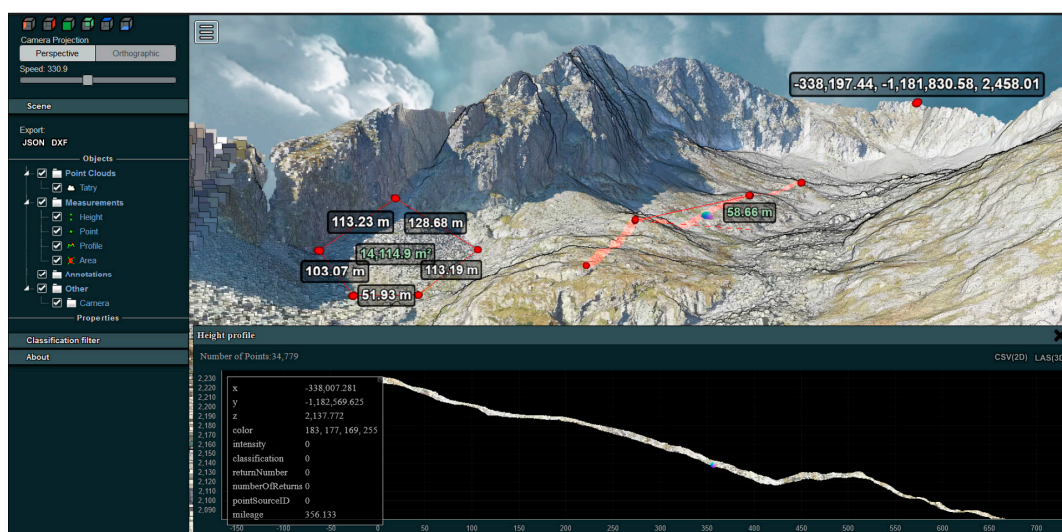 Camera Projection
Perspective Orthographic
Speed: 330.9
Scene
Export:
JSON DXF
Objects
Point Clouds
Tatry
Measurements
Height
Point
Profile
Area
Annotations
Other
Camera
Properties
Classification filter
About
-338,197.44, -1,181,830.58, 2,458.01
113.23 m
128.68 m
14,114.9 m²
103.07 m
113.19 m
51.93 m
58.66 m
Height profile
Number of Points:34,779
CSV(2D) LAS(3D
x -338,007.281
y -1,182,569.625
z 2,137.772
color 183, 177, 169, 255
intensity 0
classification 0
returnNumber 0
numberOfReturns 0
pointSourceID 0
mileage 356.133
2,230
2,220
2,210
2,200
2,190
2,180
2,170
2,160
2,150
2,140
2,130
2,120
2,110
2,100
2,090
-150 -100 -50 0 50 100 150 200 250 300 350 400 450 500 550 600 650 700